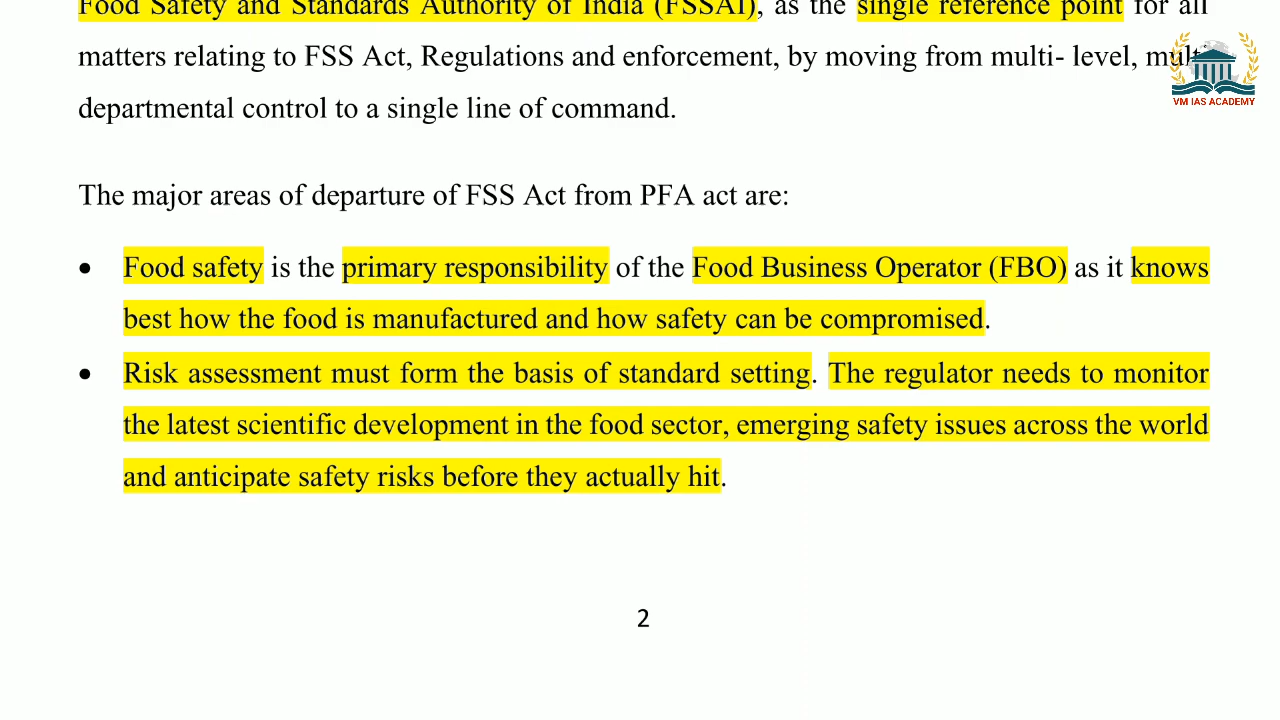 Food Safety and Standards Authority of India (FSSAI), as the single reference point for all
matters relating to FSS Act, Regulations and enforcement, by moving from multi- level, multi
departmental control to a single line of command.
VM IAS ACADEMY
The major areas of departure of FSS Act from PFA act are:
• Food safety is the primary responsibility of the Food Business Operator (FBO) as it knows
best how the food is manufactured and how safety can be compromised.
• Risk assessment must form the basis of standard setting. The regulator needs to monitor
the latest scientific development in the food sector, emerging safety issues across the world
and anticipate safety risks before they actually hit.
2